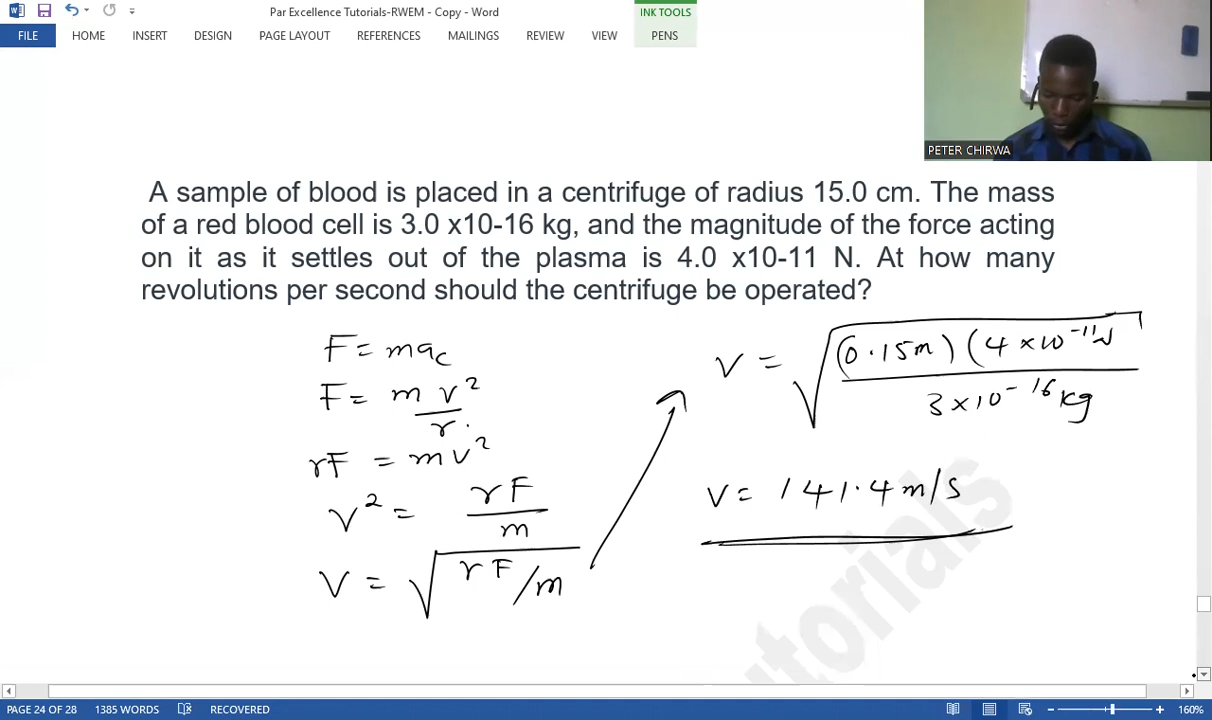 Par Excellence Tutorials-RWEM - Copy - Word
INK TOOLS
FILE HOME INSERT DESIGN PAGE LAYOUT REFERENCES MAILINGS REVIEW VIEW PENS
PETER CHIRWA
A sample of blood is placed in a centrifuge of radius 15.0 cm. The mass
of a red blood cell is 3.0 x10-16 kg, and the magnitude of the force acting
on it as it settles out of the plasma is 4.0 x10-11 N. At how many
revolutions per second should the centrifuge be operated?
F = mac
F = m v²/r
rF = mv²
v² = rF/m
V = √rF/m
V = √(0.15m)(4×10⁻¹¹N/3×10⁻¹⁶kg
V = 141.4 m/s
utorials
PAGE 24 OF 28 1385 WORDS RECOVERED 160%